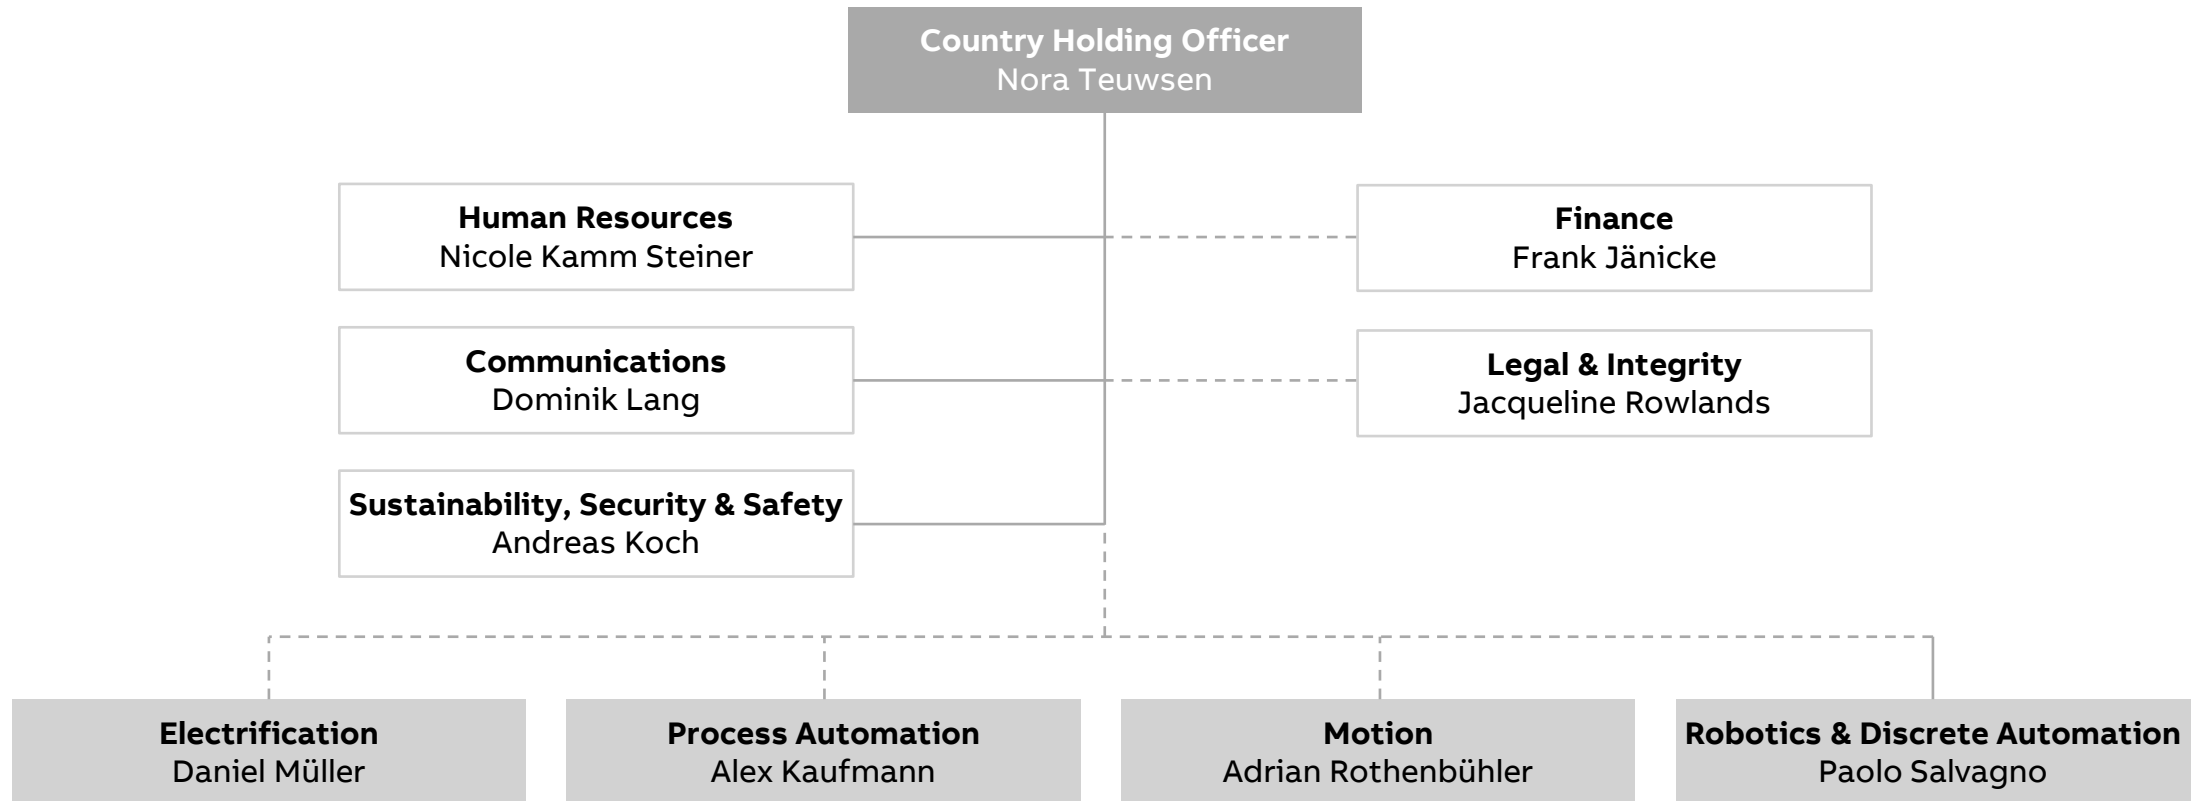 Country Holding Officer
Nora Teuwsen
Human Resources
Nicole Kamm Steiner
Finance
Frank Jänicke
Communications
Dominik Lang
Legal & Integrity
Jacqueline Rowlands
Sustainability, Security & Safety
Andreas Koch
Electrification
Daniel Müller
Process Automation
Alex Kaufmann
Motion
Adrian Rothenbühler
Robotics & Discrete Automation
Paolo Salvagno